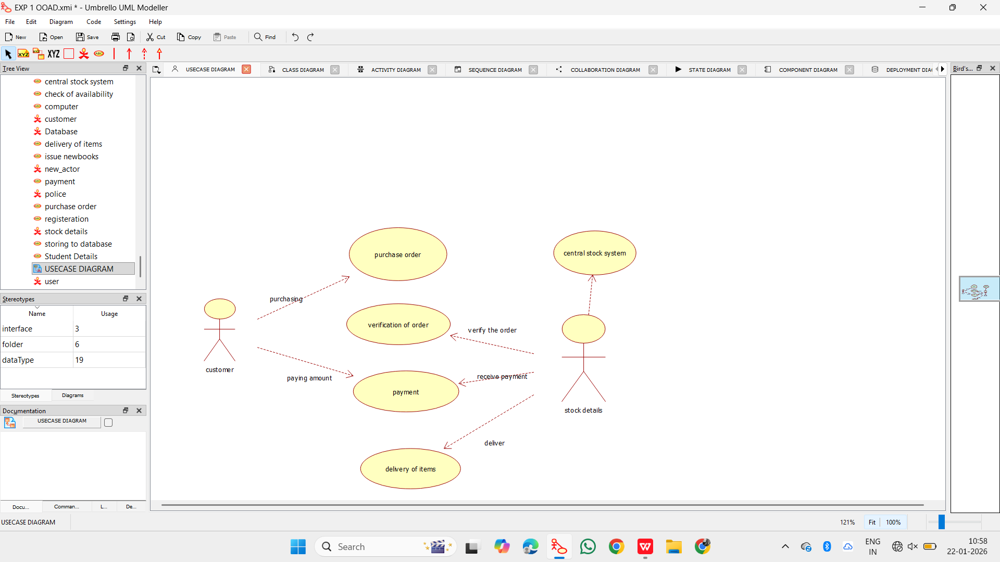 EXP 1 OOAD.xmi * - Umbrello UML Modeller
File Edit Diagram Code Settings Help
New Open Save Cut Copy Paste Find
XYZ XYZ XYZ ABC
Tree View
USECASE DIAGRAM CLASS DIAGRAM ACTIVITY DIAGRAM SEQUENCE DIAGRAM COLLABORATION DIAGRAM STATE DIAGRAM COMPONENT DIAGRAM DEPLOYMENT DIA
Bird's...
central stock system
check of availability
computer
customer
Database
delivery of items
issue newbooks
new_actor
payment
police
purchase order
registeration
stock details
storing to database
Student Details
USECASE DIAGRAM
user
Stereotypes
Name Usage
interface 3
folder 6
dataType 19
Stereotypes Diagrams
Documentation
USECASE DIAGRAM
Docu... Comman... L... De...
purchase order
central stock system
purchasing
verification of order
verify the order
customer
paying amount
receive payment
payment
stock details
deliver
delivery of items
USECASE DIAGRAM
121% Fit 100%
Search
ENG
IN
10:58
22-01-2026